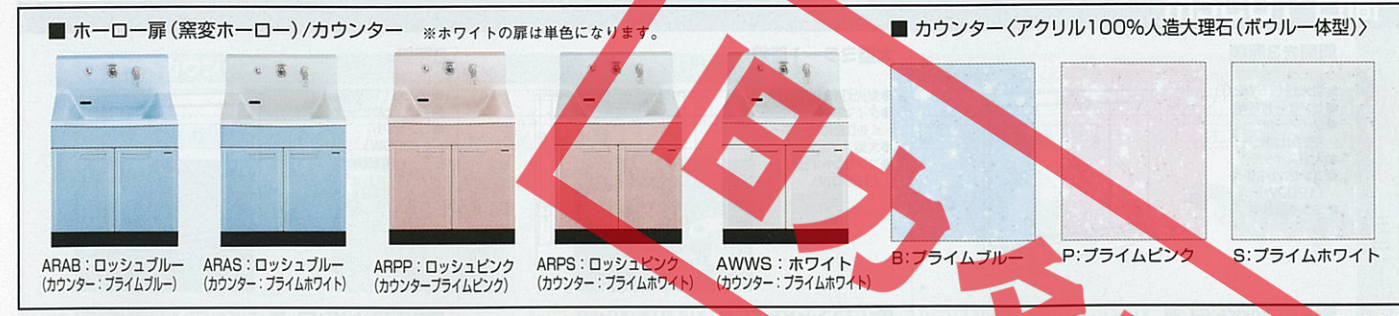 ■ ホーロー扉(窯変ホーロー)/カウンター ※ホワイトの扉は単色になります。
■ カウンター〈アクリル100%人造大理石(ボウル一体型)〉
ARAB:ロッシュブルー
(カウンター:プライムブルー)
ARAS:ロッシュブルー
(カウンター:プライムホワイト)
ARPP:ロッシュピンク
(カウンタープライムピンク)
ARPS:ロッシュピンク
(カウンター:プライムホワイト)
AWWS:ホワイト
(カウンター:プライムホワイト)
B:プライムブルー
P:プライムピンク
S:プライムホワイト
旧カタ